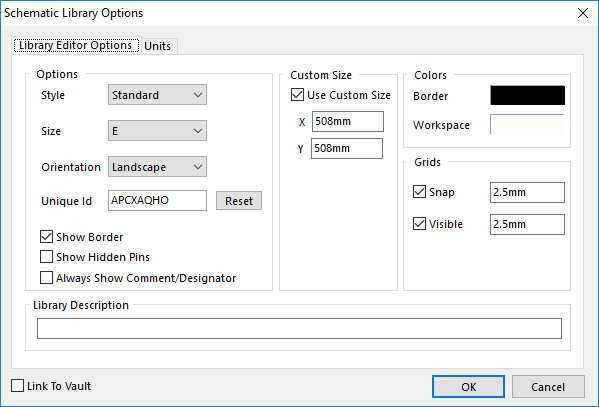 Schematic Library Options
Library Editor Options Units
Options
Style Standard
Size E
Orientation Landscape
Unique Id APCXAQHO Reset
Show Border
Show Hidden Pins
Always Show Comment/Designator
Custom Size
Use Custom Size
X 508mm
Y 508mm
Colors
Border
Workspace
Grids
Snap 2.5mm
Visible 2.5mm
Library Description
Link To Vault
OK Cancel